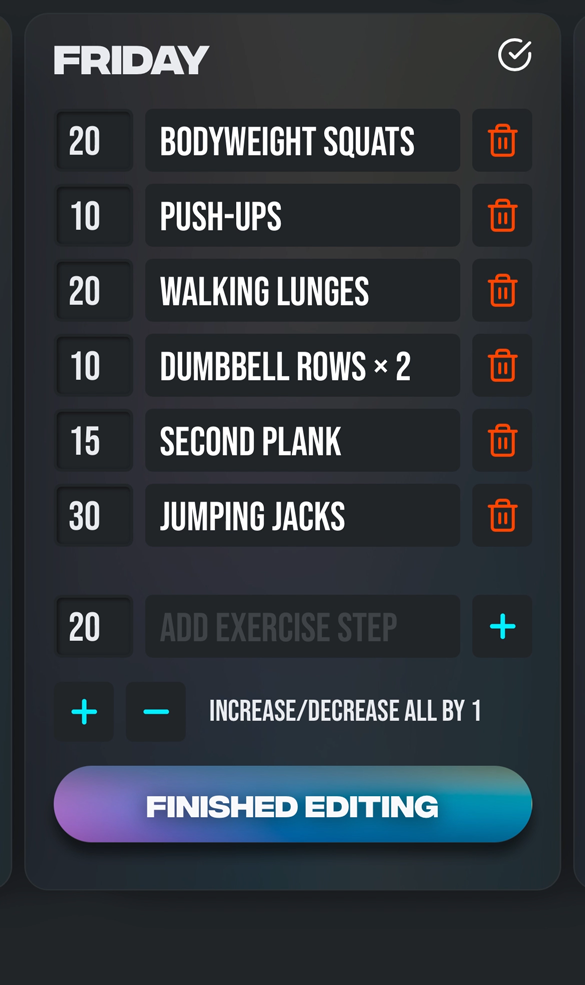 FRIDAY
20 BODYWEIGHT SQUATS
10 PUSH-UPS
20 WALKING LUNGES
10 DUMBBELL ROWS × 2
15 SECOND PLANK
30 JUMPING JACKS
20 ADD EXERCISE STEP
INCREASE/DECREASE ALL BY 1
FINISHED EDITING